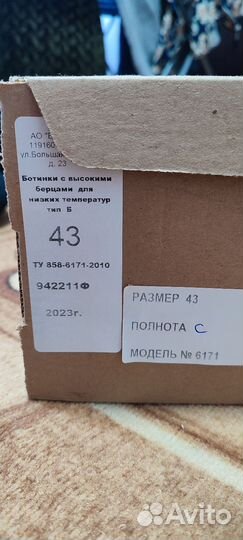 АО "
119160
ул.Большая
д. 23
Ботинки с высокими
берцами для
низких температур
тип Б
43
ТУ 858-6171-2010
942211Ф
2023г.
РАЗМЕР 43
ПОЛНОТА С
МОДЕЛЬ № 6171
Avito